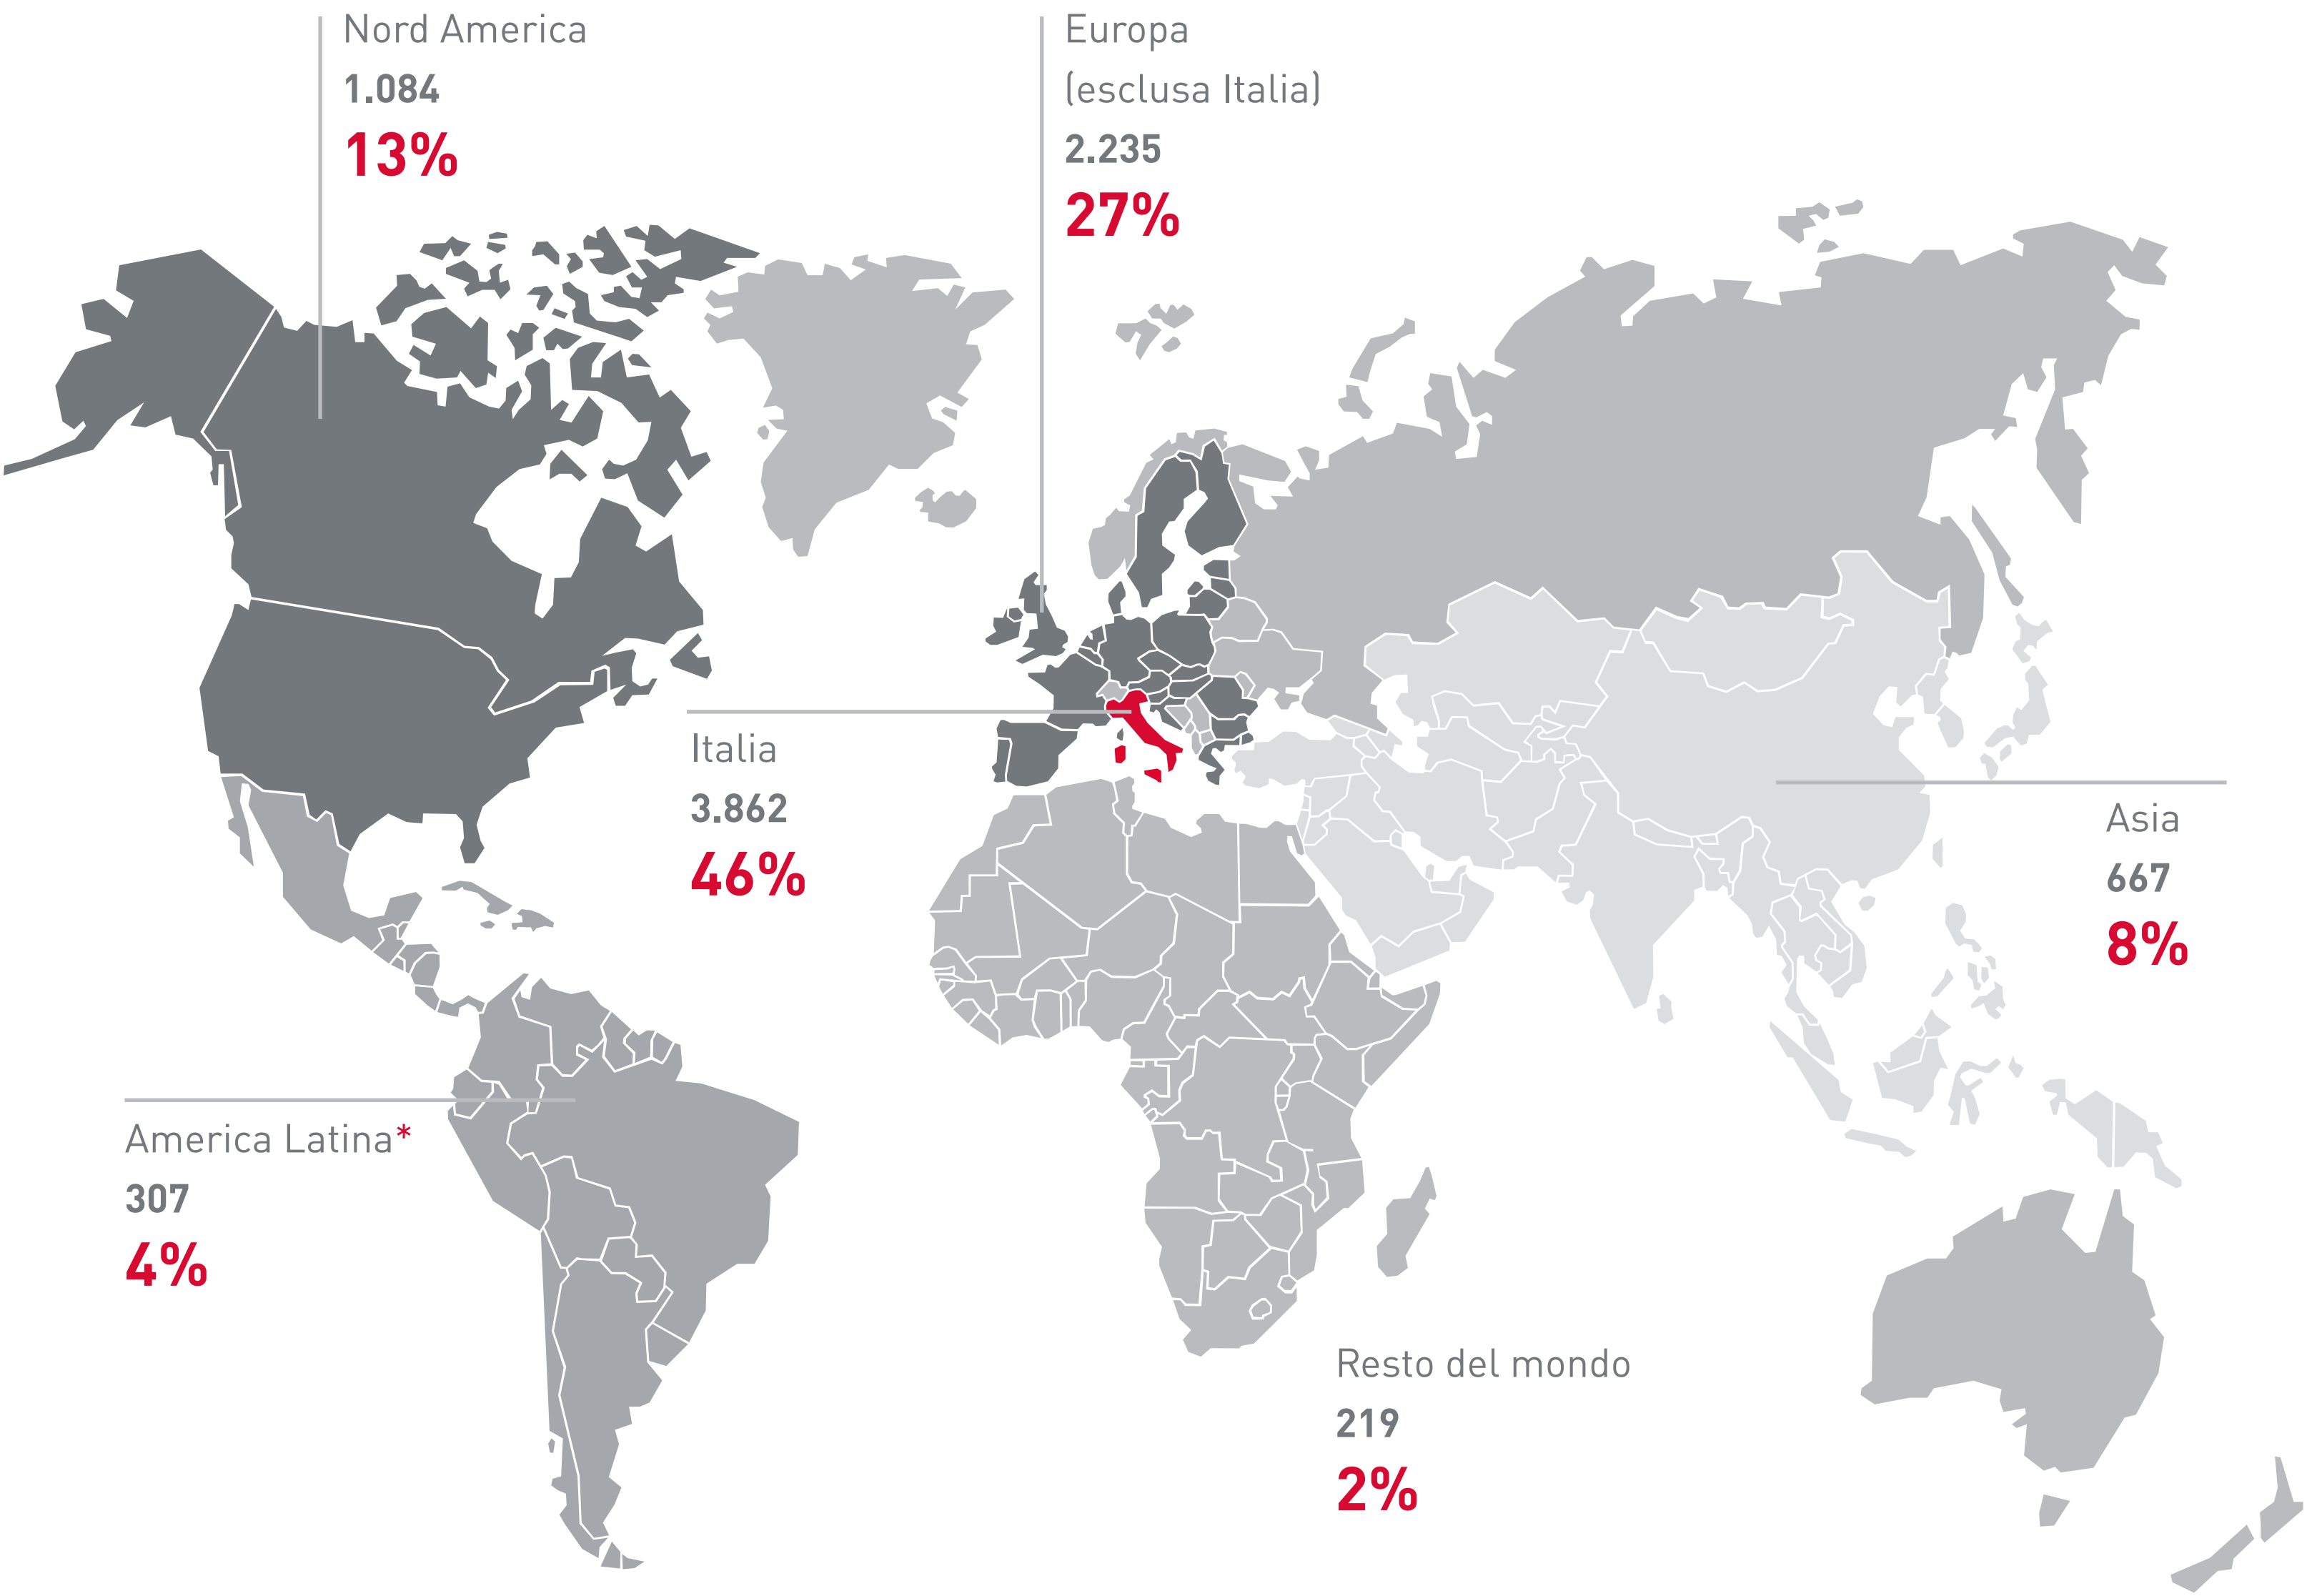 Nord America
1.084
13%
Europa
(esclusa Italia)
2.235
27%
Italia
3.862
46%
Asia
667
8%
America Latina*
307
4%
Resto del mondo
219
2%